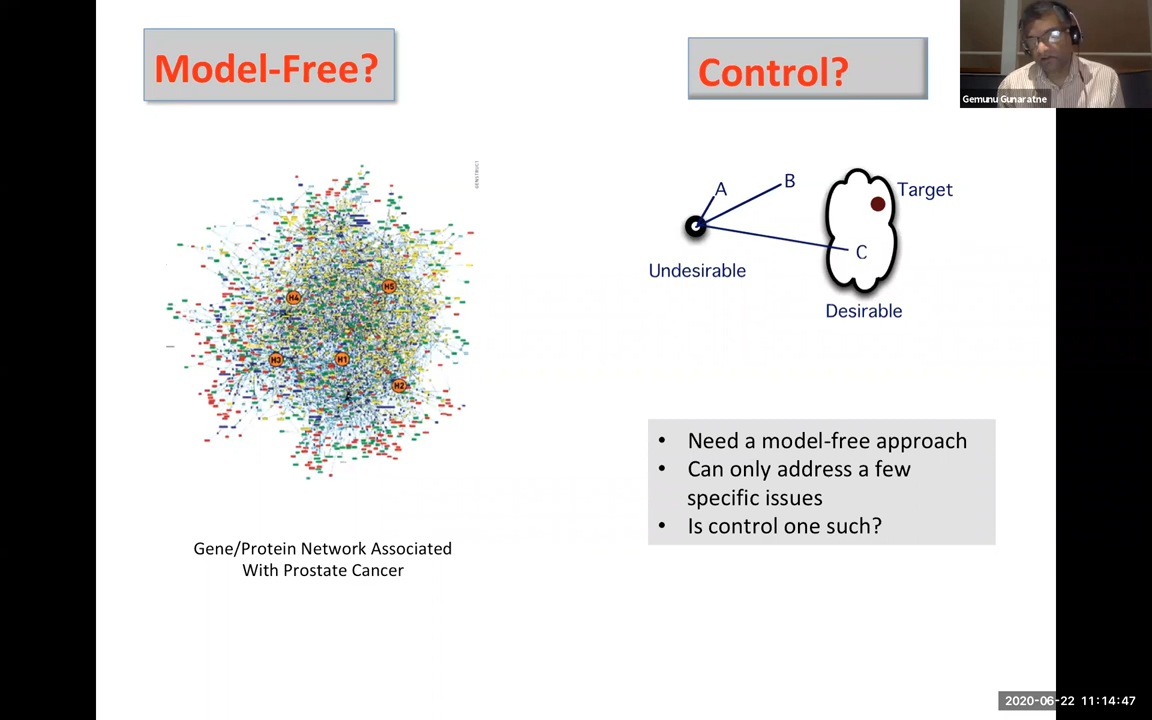 Model-Free?
Control?
Gemunu Gunaratne
A
B
Target
C
Undesirable
Desirable
H4
H5
H3
H1
H2
• Need a model-free approach
• Can only address a few
specific issues
• Is control one such?
Gene/Protein Network Associated
With Prostate Cancer
2020-06-22 11:14:47